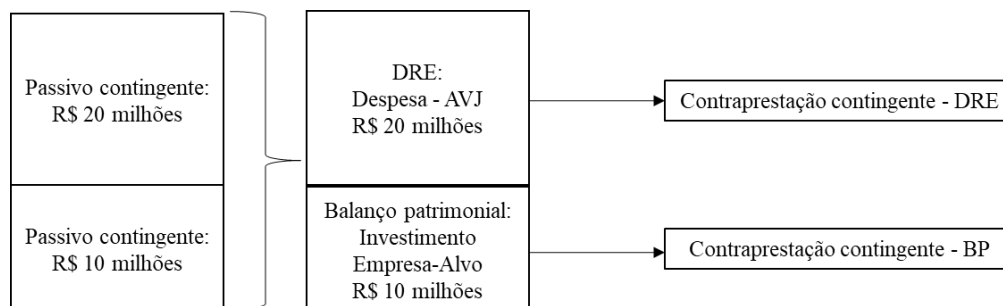 Passivo contingente:
R$ 20 milhões
Passivo contingente:
R$ 10 milhões
DRE:
Despesa - AVJ
R$ 20 milhões
Balanço patrimonial:
Investimento
Empresa-Alvo
R$ 10 milhões
Contraprestação contingente - DRE
Contraprestação contingente - BP